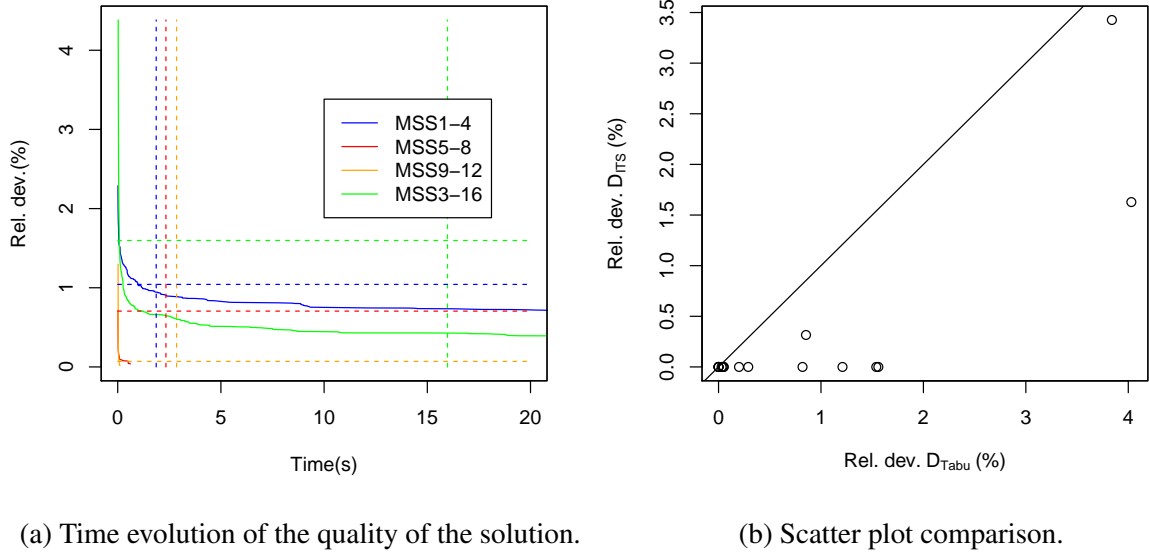 Rel. dev.(%)
0
1
2
3
4
MSS1−4
MSS5−8
MSS9−12
MSS3−16
0
5
10
15
20
Time(s)
(a) Time evolution of the quality of the solution.
Rel. dev. D_ITS (%)
0.0
0.5
1.0
1.5
2.0
2.5
3.0
3.5
0
1
2
3
4
Rel. dev. D_Tabu (%)
(b) Scatter plot comparison.